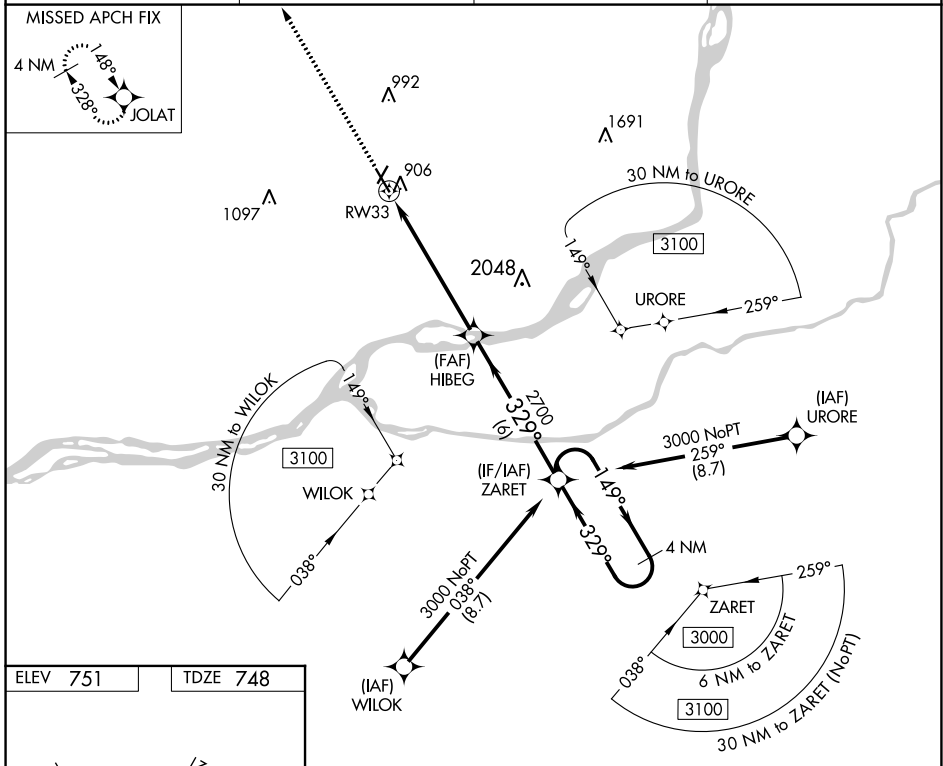 MISSED APCH FIX
4 NM
148°
328°
JOLAT
992
1691
906
RW33
1097
30 NM to URORE
3100
149°
URORE
259°
2048
(FAF)
HIBEG
30 NM to WILOK
149°
3100
WILOK
038°
2700
329°
(6)
(IAF)
URORE
3000 NoPT
259°
(8.7)
(IF/IAF)
ZARET
149°
329°
4 NM
3000 NoPT
038°
(8.7)
(IAF)
WILOK
259°
ZARET
3000
038°
6 NM to ZARET
3100
30 NM to ZARET (NoPT)
ELEV 751
TDZE 748